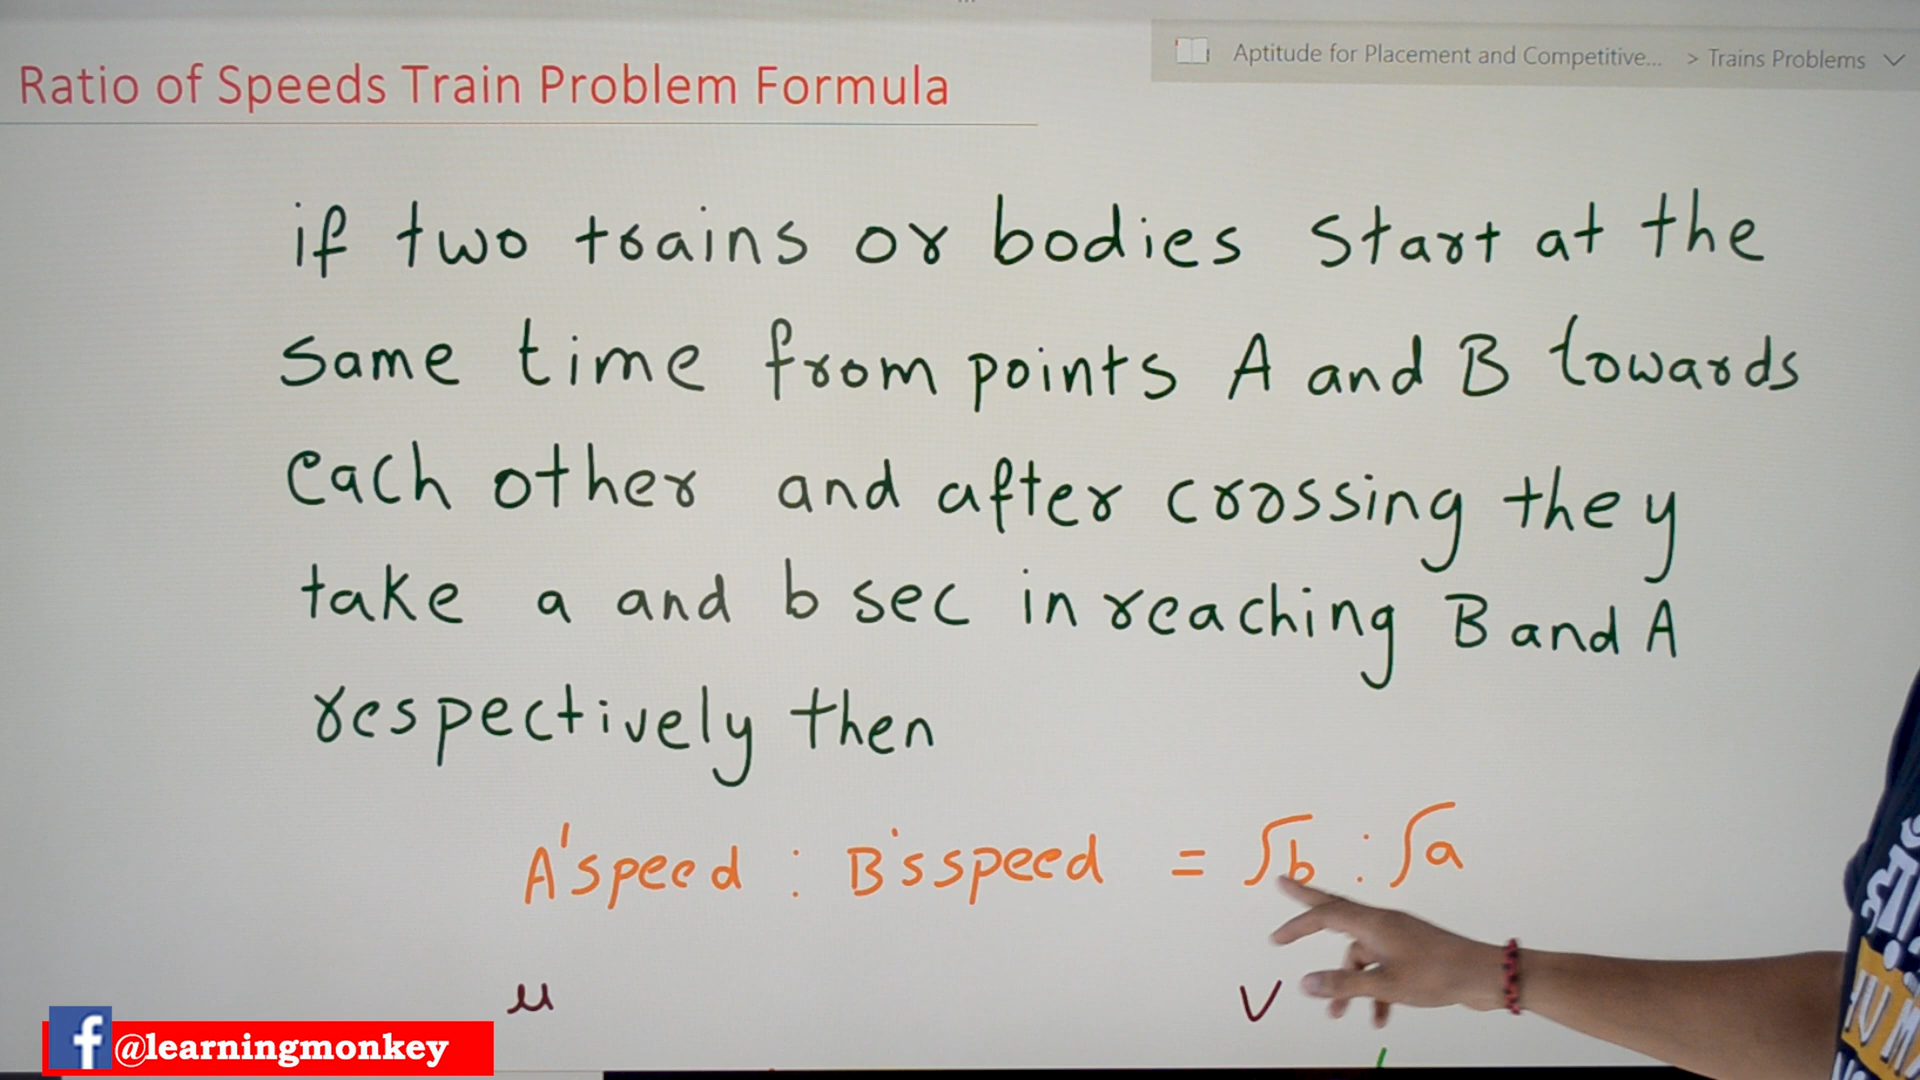 Aptitude for Placement and Competitive... > Trains Problems
Ratio of Speeds Train Problem Formula
if two trains or bodies start at the
same time from points A and B towards
each other and after crossing they
take a and b sec in reaching B and A
respectively then
A'speed : B'sspeed = √b : √a
u v
f @learningmonkey